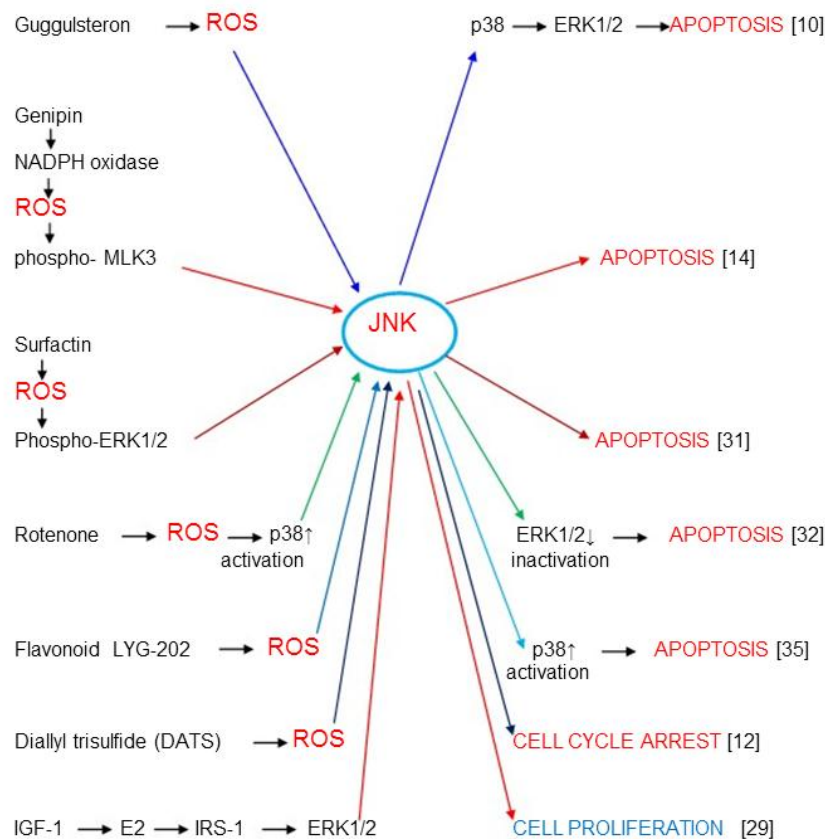 Guggulsteron ROS p38 ERK1/2 APOPTOSIS [10]
Genipin
NADPH oxidase
ROS
phospho- MLK3 APOPTOSIS [14]
JNK
Surfactin
ROS
Phospho-ERK1/2 APOPTOSIS [31]
Rotenone ROS p38↑ ERK1/2↓ APOPTOSIS [32]
activation inactivation
Flavonoid LYG-202 ROS p38↑ APOPTOSIS [35]
activation
Diallyl trisulfide (DATS) ROS CELL CYCLE ARREST [12]
IGF-1 E2 IRS-1 ERK1/2 CELL PROLIFERATION [29]